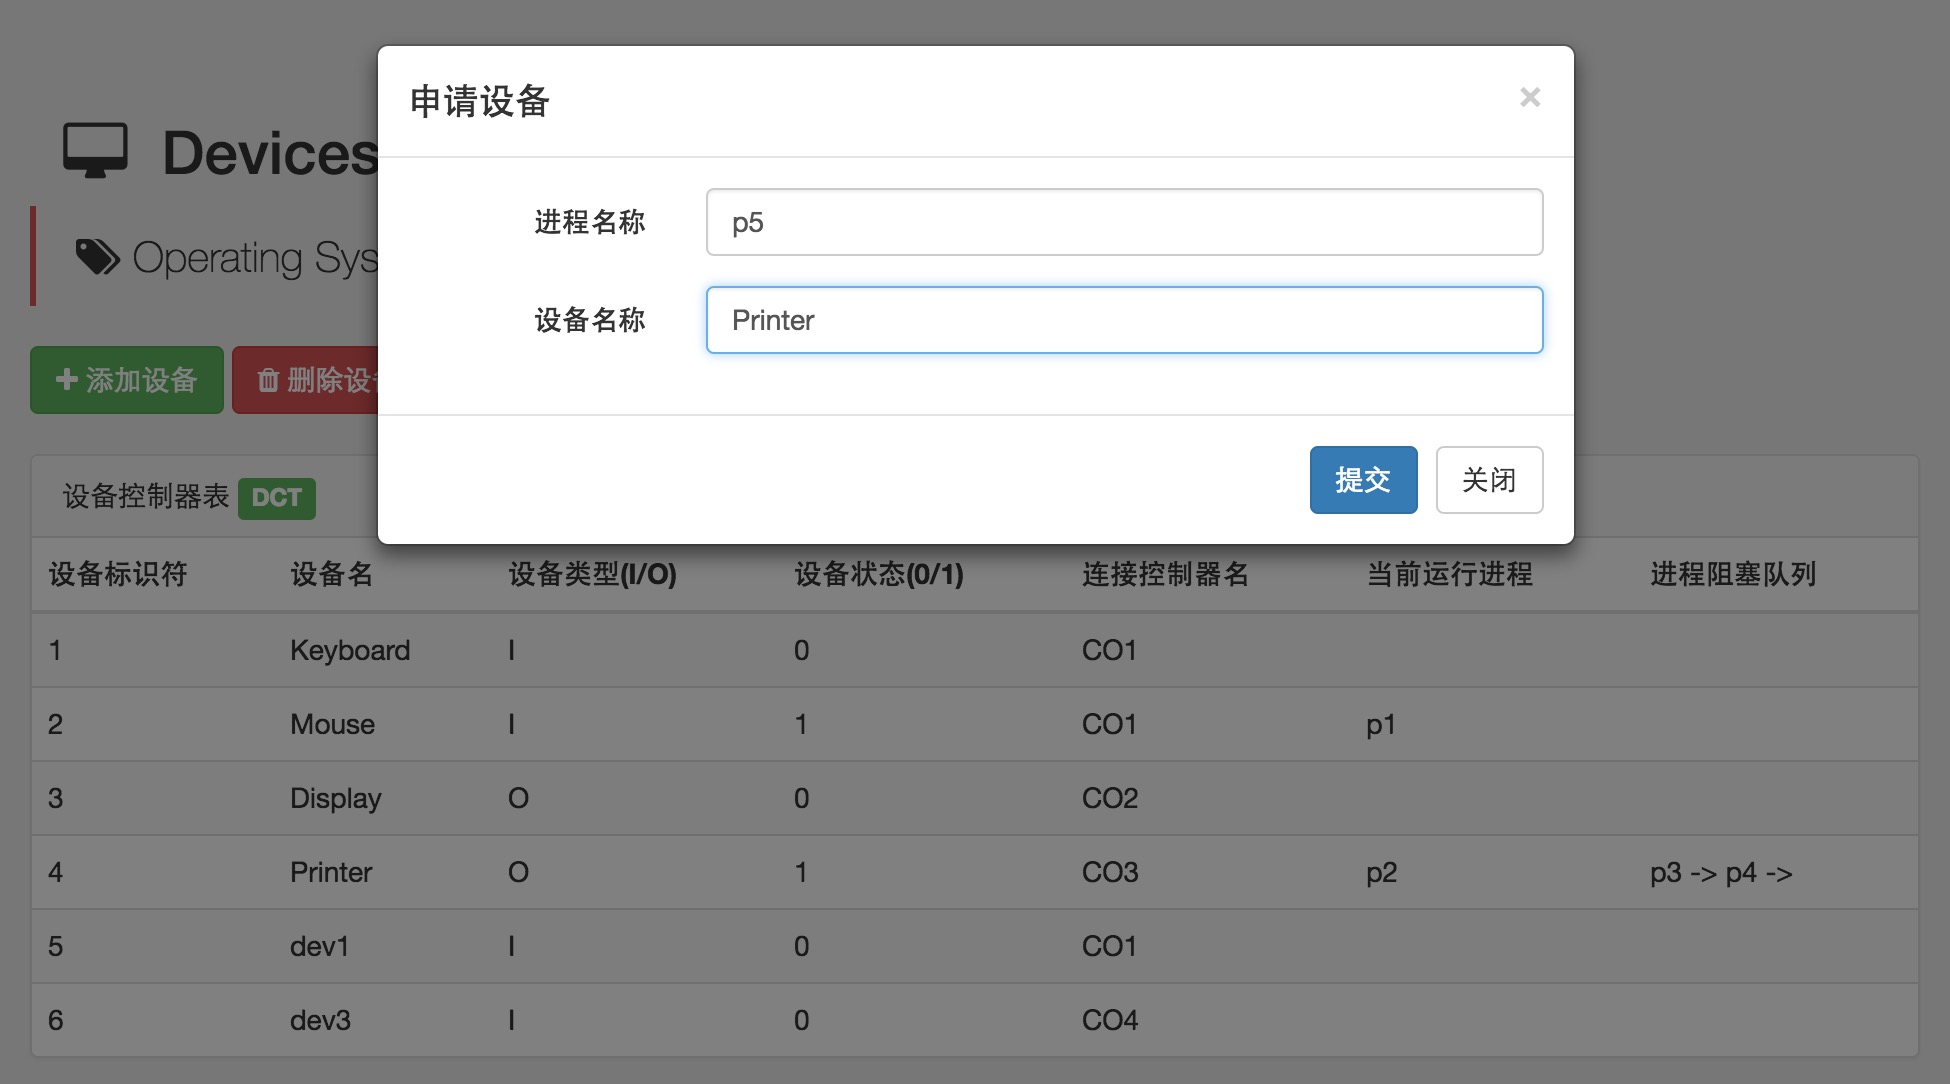 申请设备 ×
进程名称 p5
设备名称 Printer
提交 关闭
Devices
Operating Sys
添加设备 删除设
设备控制器表 DCT
设备标识符 设备名 设备类型(I/O) 设备状态(0/1) 连接控制器名 当前运行进程 进程阻塞队列
1 Keyboard I 0 CO1
2 Mouse I 1 CO1 p1
3 Display O 0 CO2
4 Printer O 1 CO3 p2 p3 -> p4 ->
5 dev1 I 0 CO1
6 dev3 I 0 CO4